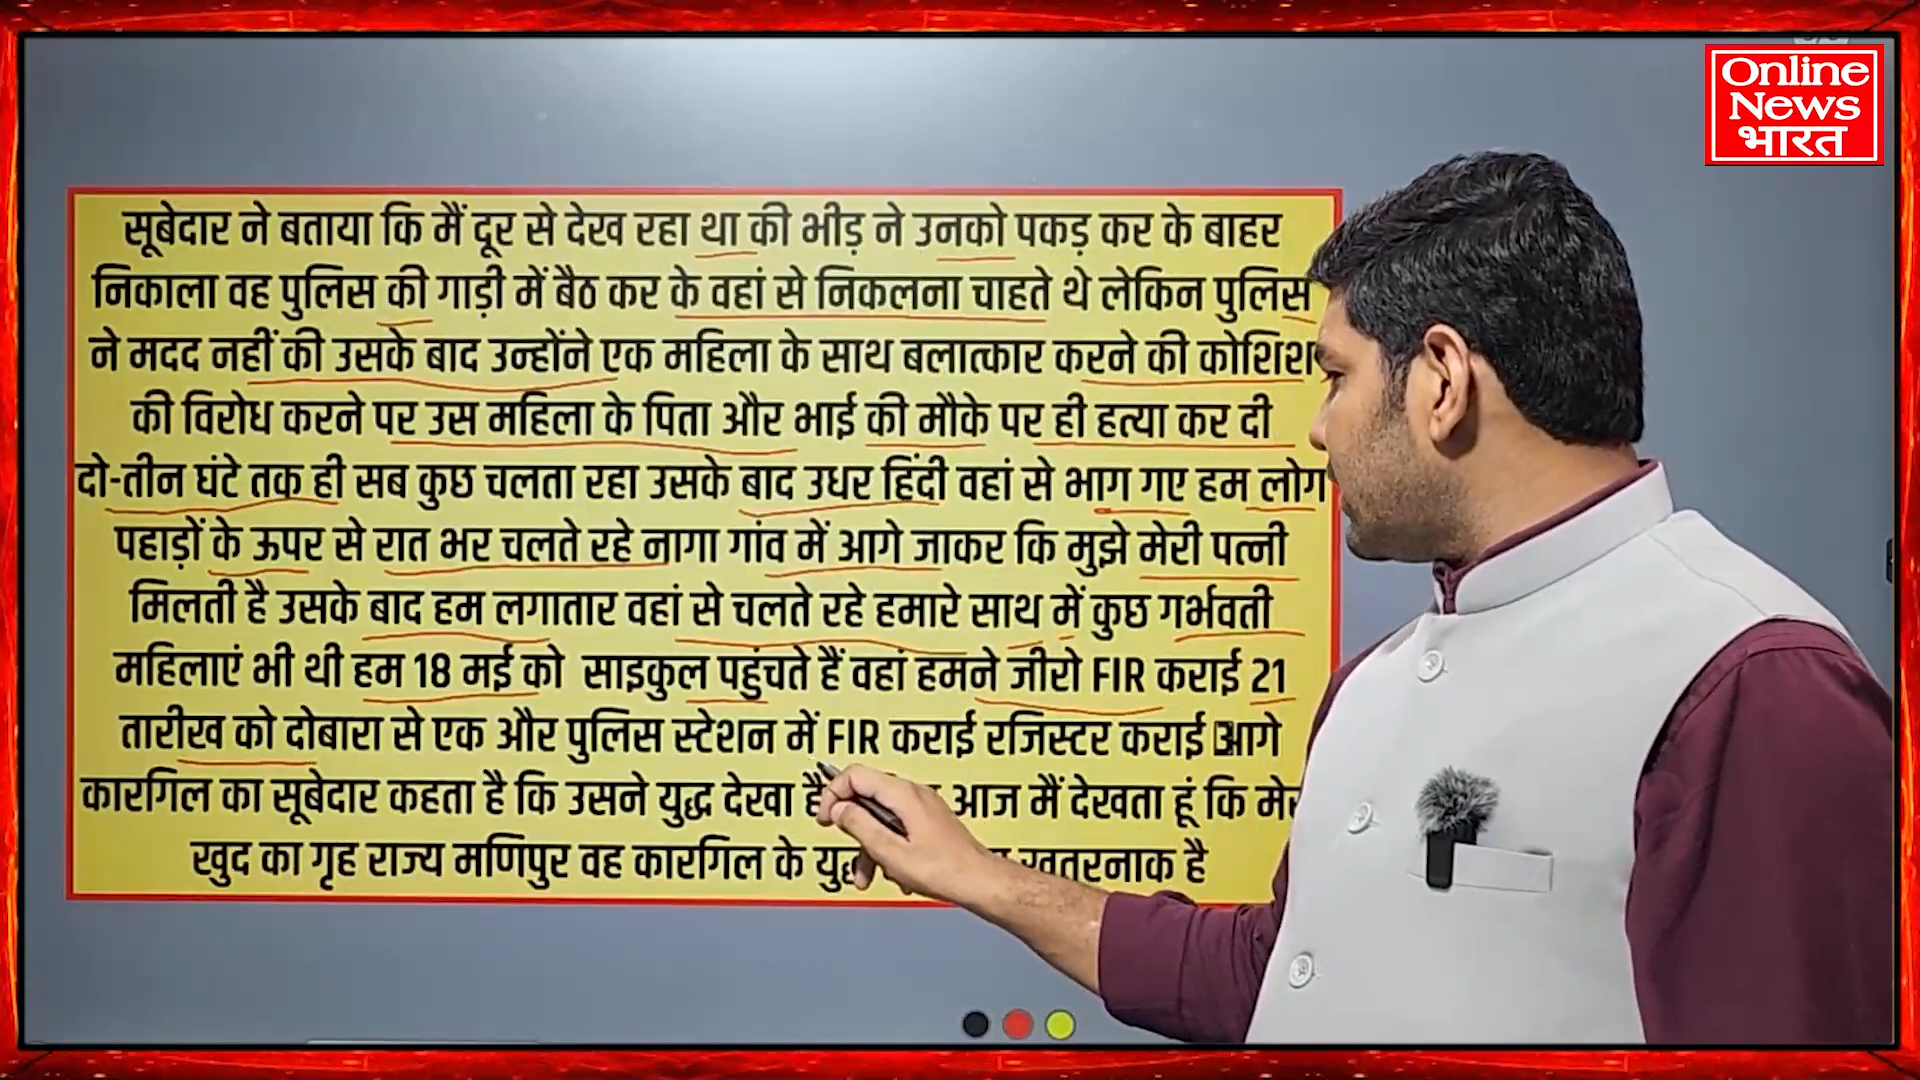 Online
News
भारत
सूबेदार ने बताया कि मैं दूर से देख रहा था की भीड़ ने उनको पकड़ कर के बाहर
निकाला वह पुलिस की गाड़ी में बैठ कर के वहां से निकलना चाहते थे लेकिन पुलिस
ने मदद नहीं की उसके बाद उन्होंने एक महिला के साथ बलात्कार करने की कोशिश
की विरोध करने पर उस महिला के पिता और भाई की मौके पर ही हत्या कर दी
दो-तीन घंटे तक ही सब कुछ चलता रहा उसके बाद उधर हिंदी वहां से भाग गए हम लोग
पहाड़ों के ऊपर से रात भर चलते रहे नागा गांव में आगे जाकर कि मुझे मेरी पत्नी
मिलती है उसके बाद हम लगातार वहां से चलते रहे हमारे साथ में कुछ गर्भवती
महिलाएं भी थी हम 18 मई को साइकुल पहुंचते हैं वहां हमने जीरो FIR कराई 21
तारीख को दोबारा से एक और पुलिस स्टेशन में FIR कराई रजिस्टर कराई आगे
कारगिल का सूबेदार कहता है कि उसने युद्ध देखा है आज मैं देखता हूं कि
खुद का गृह राज्य मणिपुर वह कारगिल के खतरनाक है